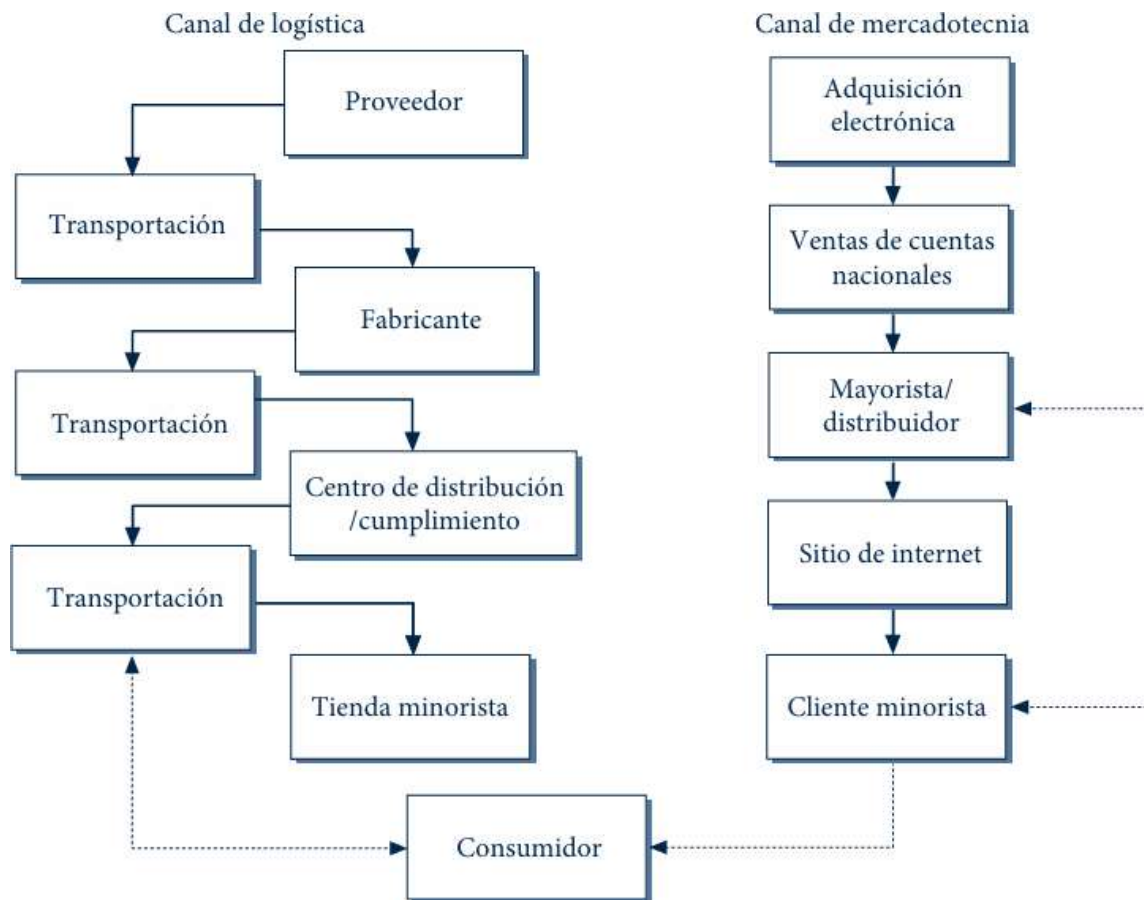 Canal de logística
Proveedor
Transportación
Fabricante
Transportación
Centro de distribución
/cumplimiento
Transportación
Tienda minorista
Canal de mercadotecnia
Adquisición
electrónica
Ventas de cuentas
nacionales
Mayorista/
distribuidor
Sitio de internet
Cliente minorista
Consumidor